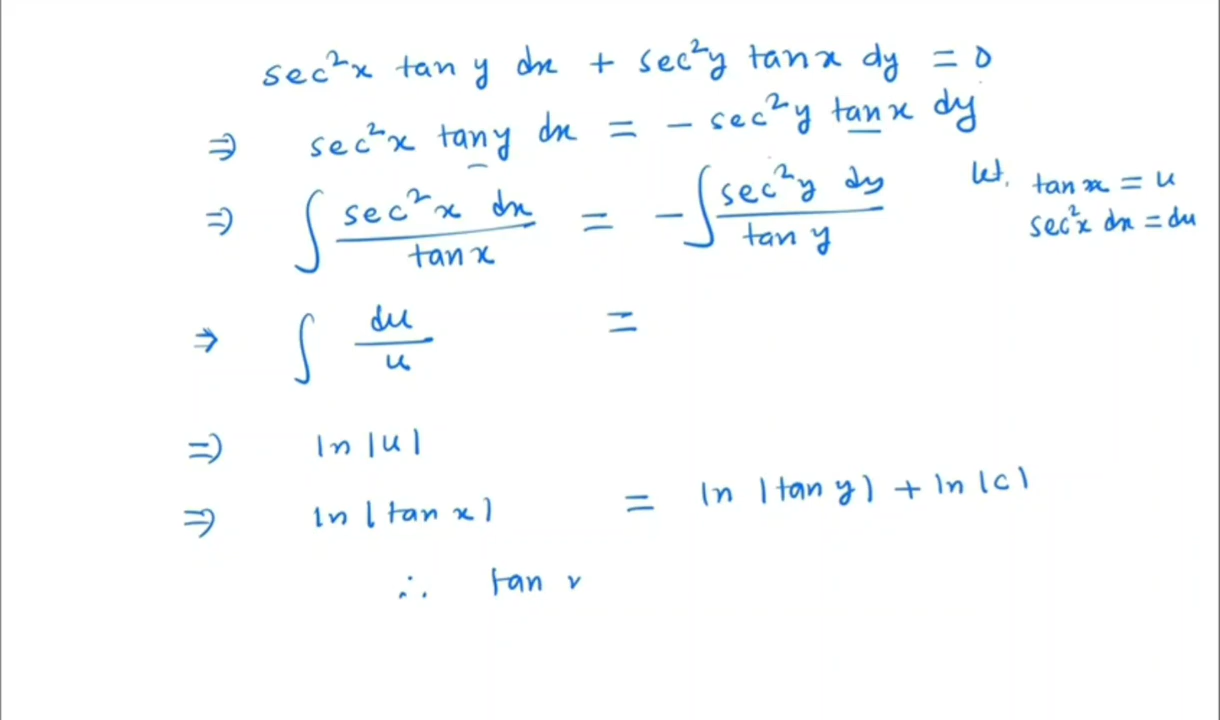 sec²x tan y dx + sec²y tan x dy = 0
⇒ sec²x tan y dx = - sec²y tan x dy
⇒ ∫ sec²x dx / tan x = - ∫ sec²y dy / tan y let, tan x = u
sec²x dx = du
⇒ ∫ du / u =
⇒ ln |u|
⇒ ln |tan x| = ln |tan y| + ln |c|
∴ tan